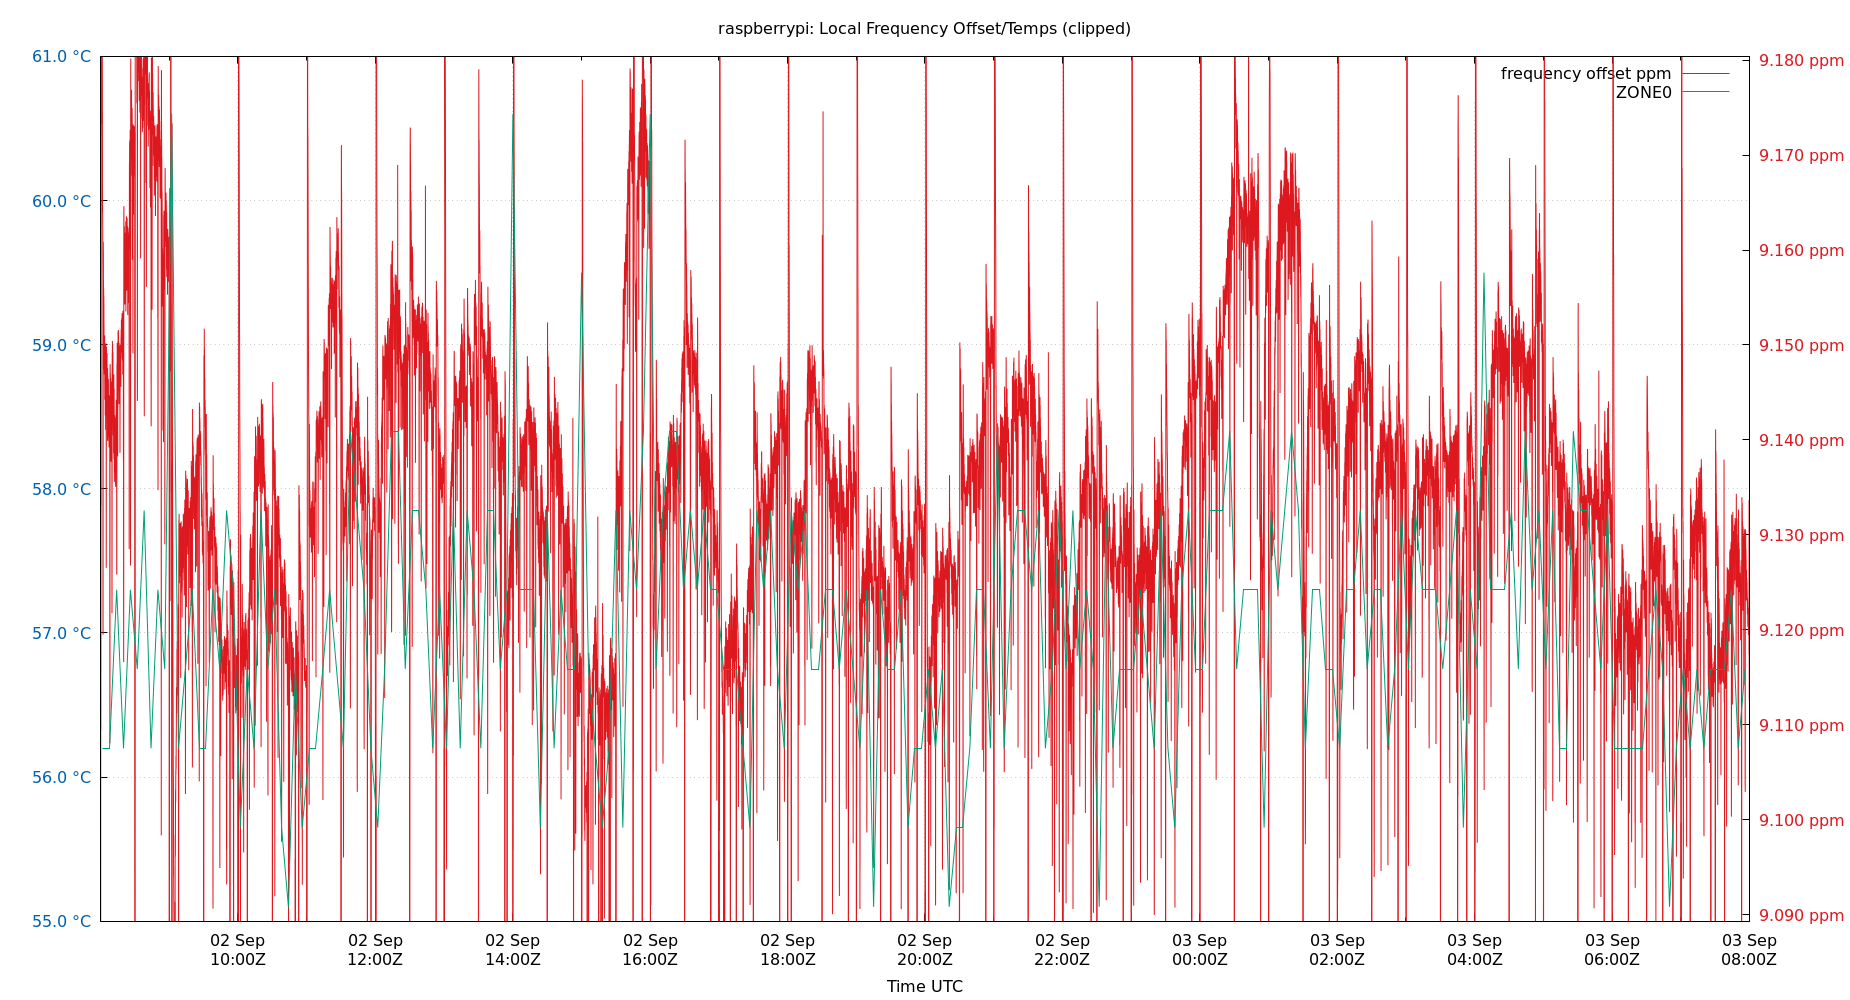 raspberrypi: Local Frequency Offset/Temps (clipped)
61.0 °C
60.0 °C
59.0 °C
58.0 °C
57.0 °C
56.0 °C
55.0 °C
9.180 ppm
9.170 ppm
9.160 ppm
9.150 ppm
9.140 ppm
9.130 ppm
9.120 ppm
9.110 ppm
9.100 ppm
9.090 ppm
frequency offset ppm
ZONE0
02 Sep
10:00Z
02 Sep
12:00Z
02 Sep
14:00Z
02 Sep
16:00Z
02 Sep
18:00Z
02 Sep
20:00Z
02 Sep
22:00Z
03 Sep
00:00Z
03 Sep
02:00Z
03 Sep
04:00Z
03 Sep
06:00Z
03 Sep
08:00Z
Time UTC